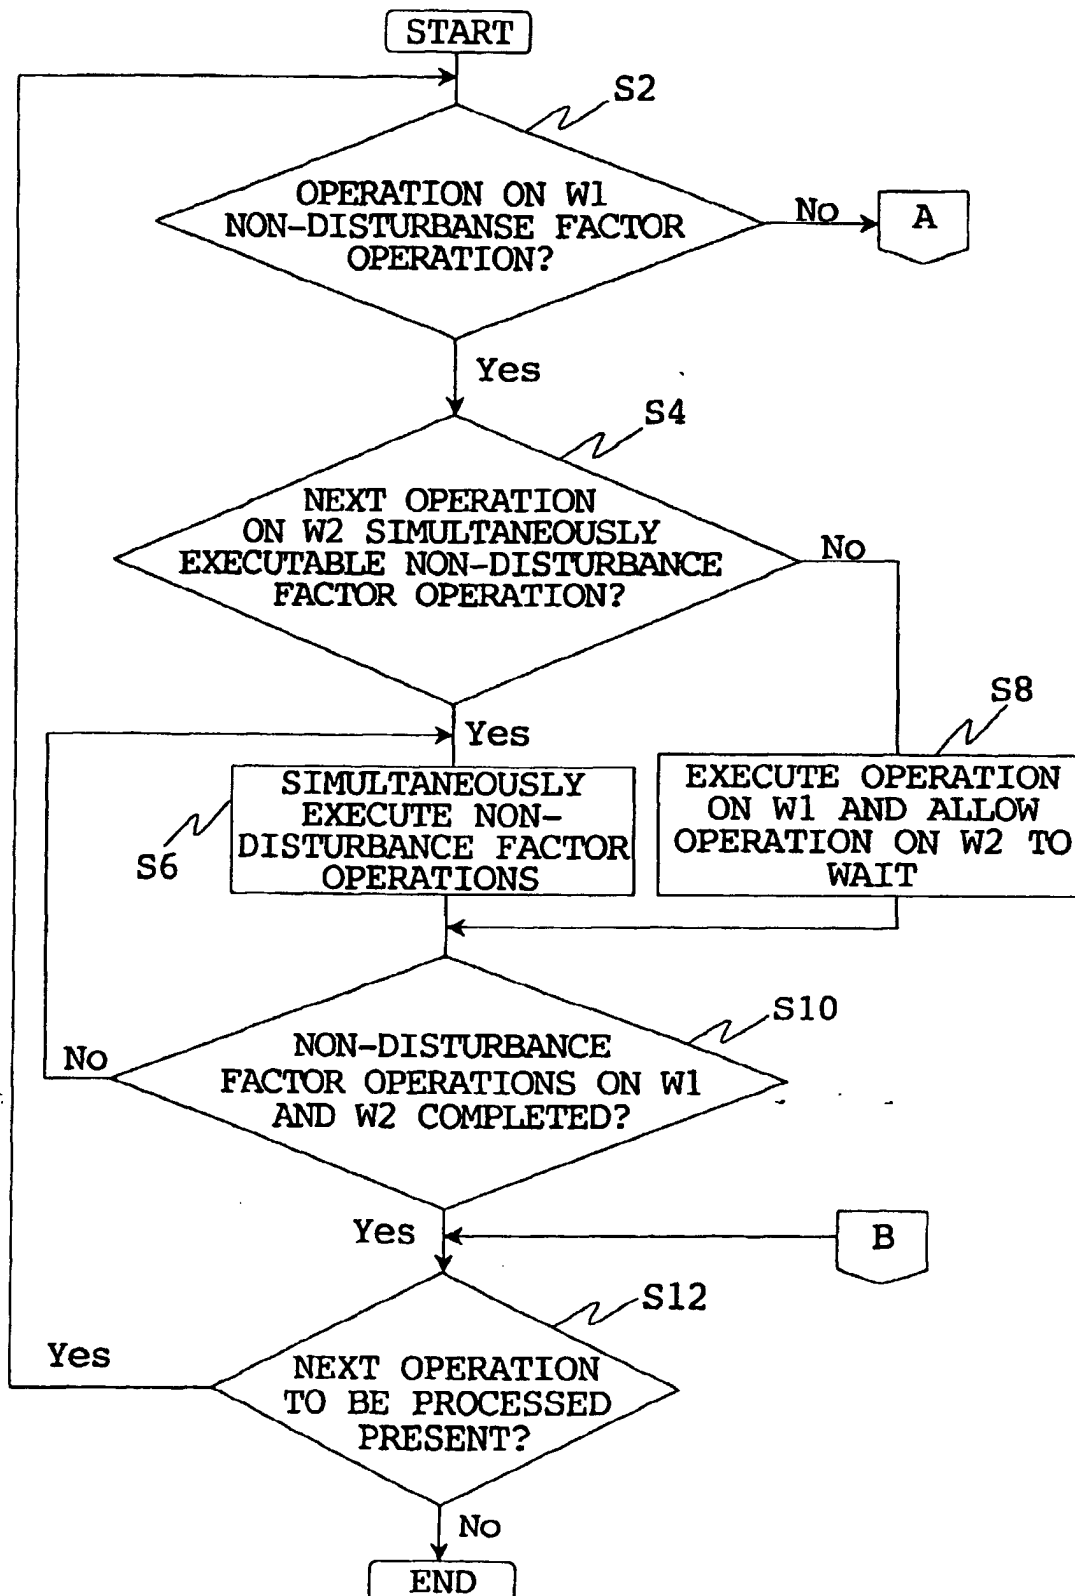 START
S2
OPERATION ON W1
NON-DISTURBANSE FACTOR
OPERATION?
No
A
Yes
S4
NEXT OPERATION
ON W2 SIMULTANEOUSLY
EXECUTABLE NON-DISTURBANCE
FACTOR OPERATION?
No
Yes
S8
SIMULTANEOUSLY
EXECUTE NON-
DISTURBANCE FACTOR
OPERATIONS
S6
EXECUTE OPERATION
ON W1 AND ALLOW
OPERATION ON W2 TO
WAIT
S10
NON-DISTURBANCE
FACTOR OPERATIONS ON W1
AND W2 COMPLETED?
No
Yes
B
S12
NEXT OPERATION
TO BE PROCESSED
PRESENT?
Yes
No
END